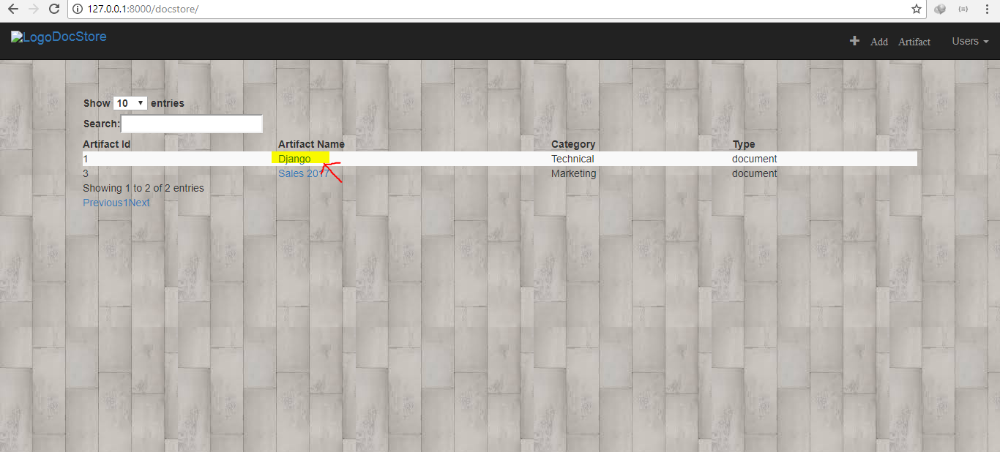 127.0.0.1:8000/docstore/
LogoDocStore
Add Artifact Users
Show 10 entries
Search:
Artifact Id Artifact Name Category Type
1 Django Technical document
3 Sales 2017 Marketing document
Showing 1 to 2 of 2 entries
Previous1Next